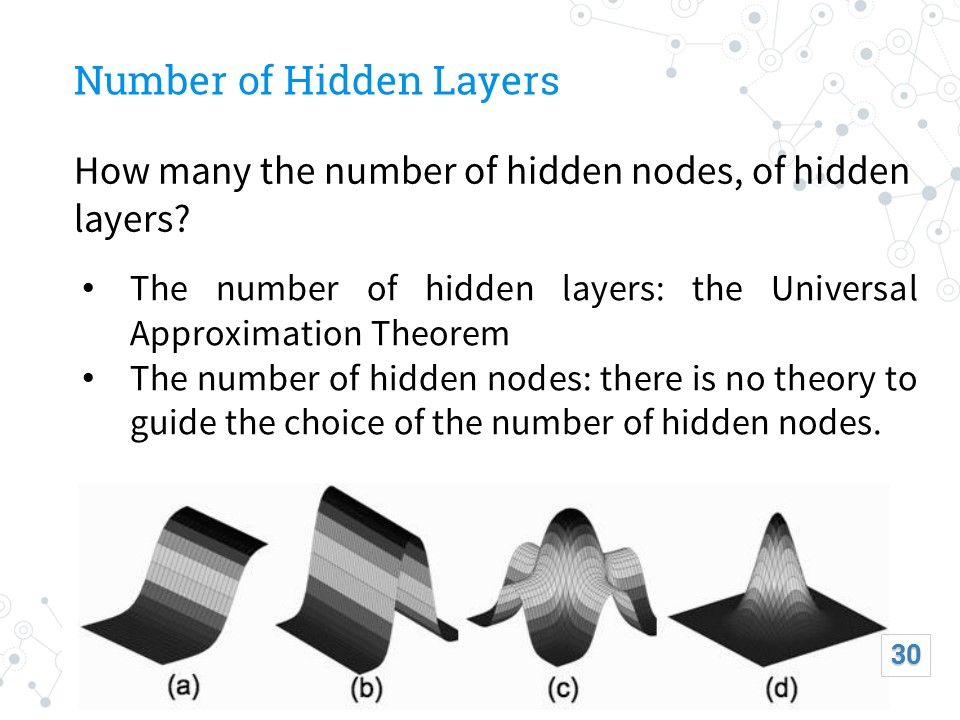 Number of Hidden Layers
How many the number of hidden nodes, of hidden
layers?
• The number of hidden layers: the Universal
Approximation Theorem
• The number of hidden nodes: there is no theory to
guide the choice of the number of hidden nodes.
(a) (b) (c) (d)
30